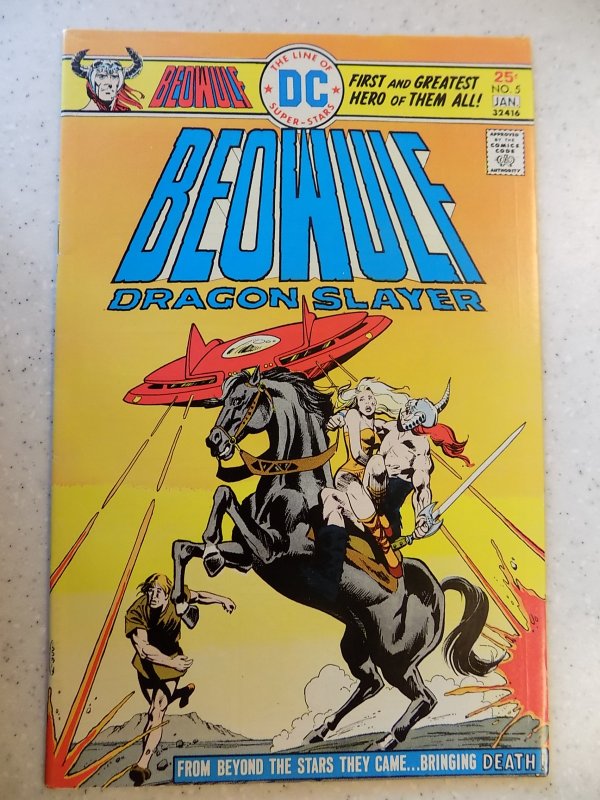 BEOWULF
THE LINE OF
DC
SUPER-STARS
FIRST AND GREATEST
HERO OF THEM ALL!
25¢
NO. 5
JAN.
32416
APPROVED
BY THE
COMICS
CODE
AUTHORITY
BEOWULF
DRAGON SLAYER
FROM BEYOND THE STARS THEY CAME...BRINGING DEATH!